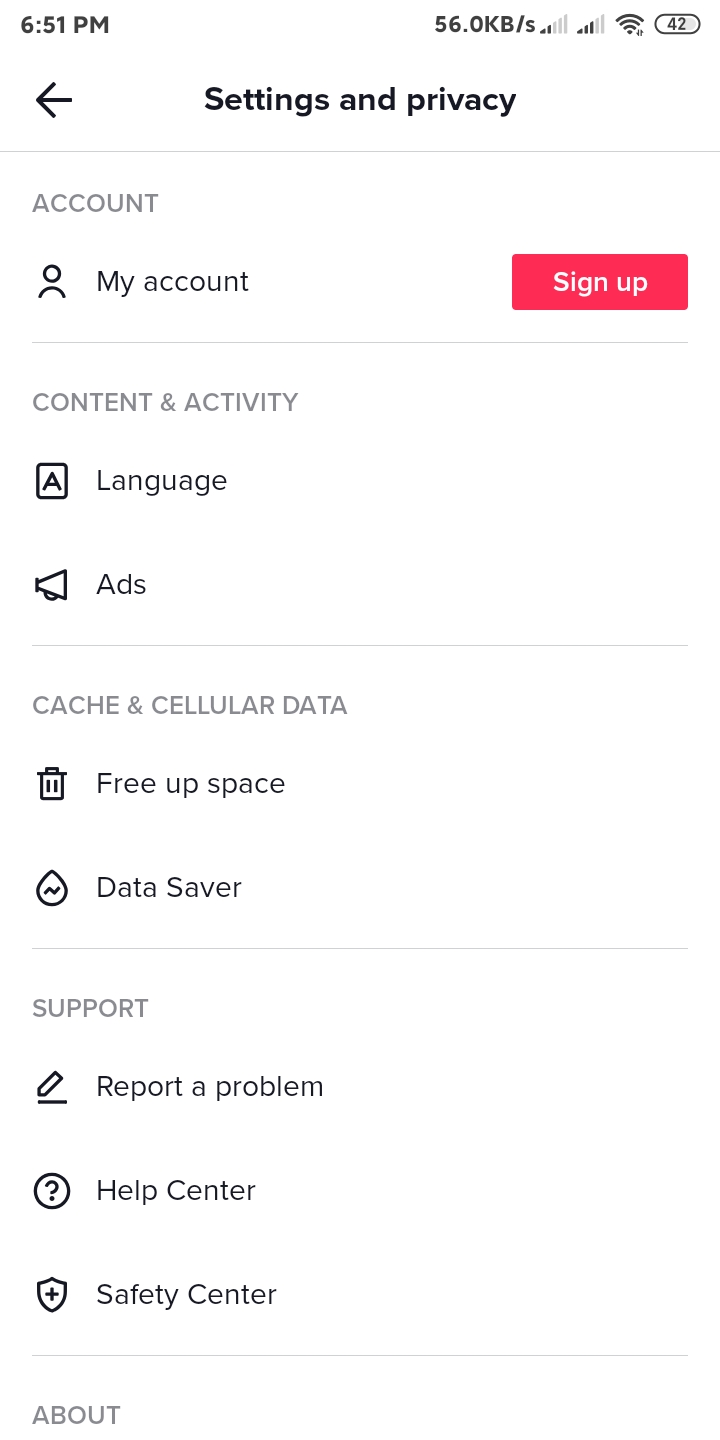 6:51 PM 56.0KB/s 42
Settings and privacy
ACCOUNT
My account Sign up
CONTENT & ACTIVITY
Language
Ads
CACHE & CELLULAR DATA
Free up space
Data Saver
SUPPORT
Report a problem
Help Center
Safety Center
ABOUT